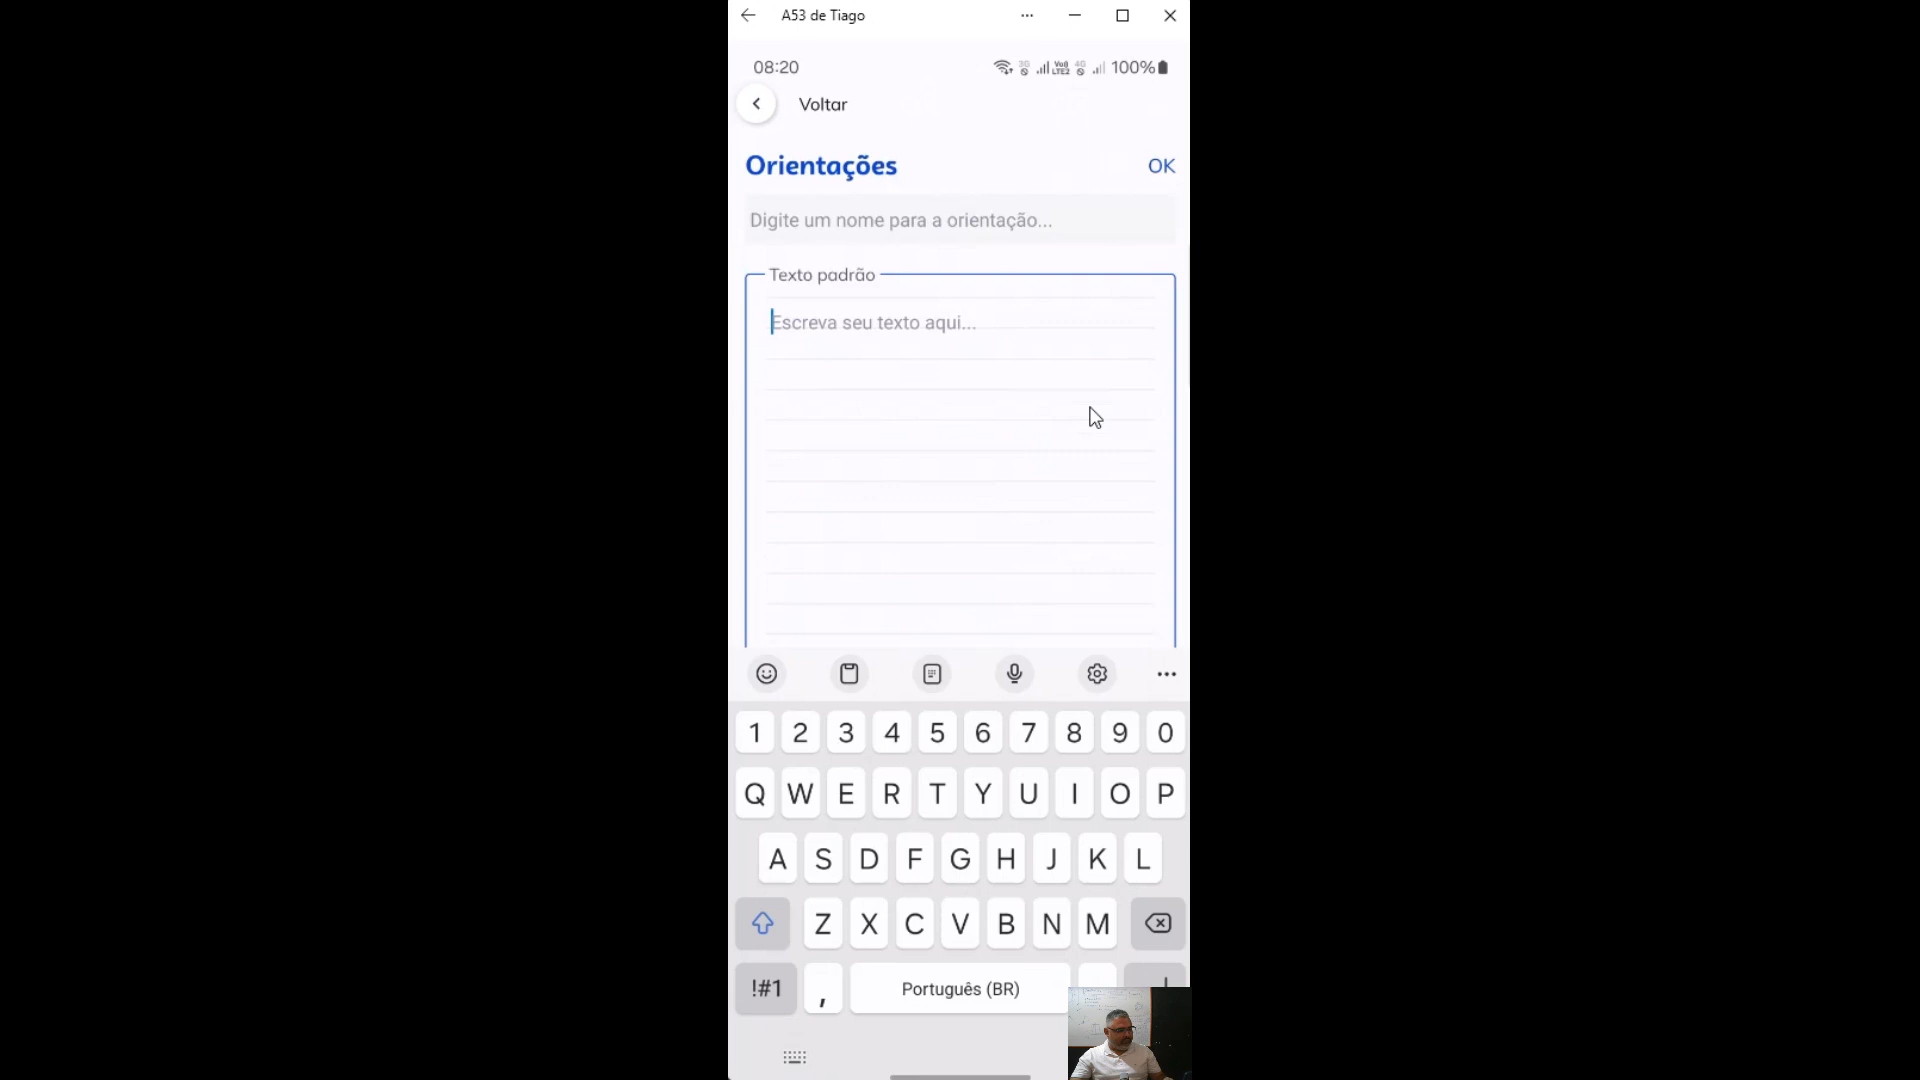 A53 de Tiago
08:20
100%
Voltar
Orientações
OK
Digite um nome para a orientação...
Texto padrão
Escreva seu texto aqui...
1 2 3 4 5 6 7 8 9 0
Q W E R T Y U I O P
A S D F G H J K L
Z X C V B N M
!#1 , Português (BR)